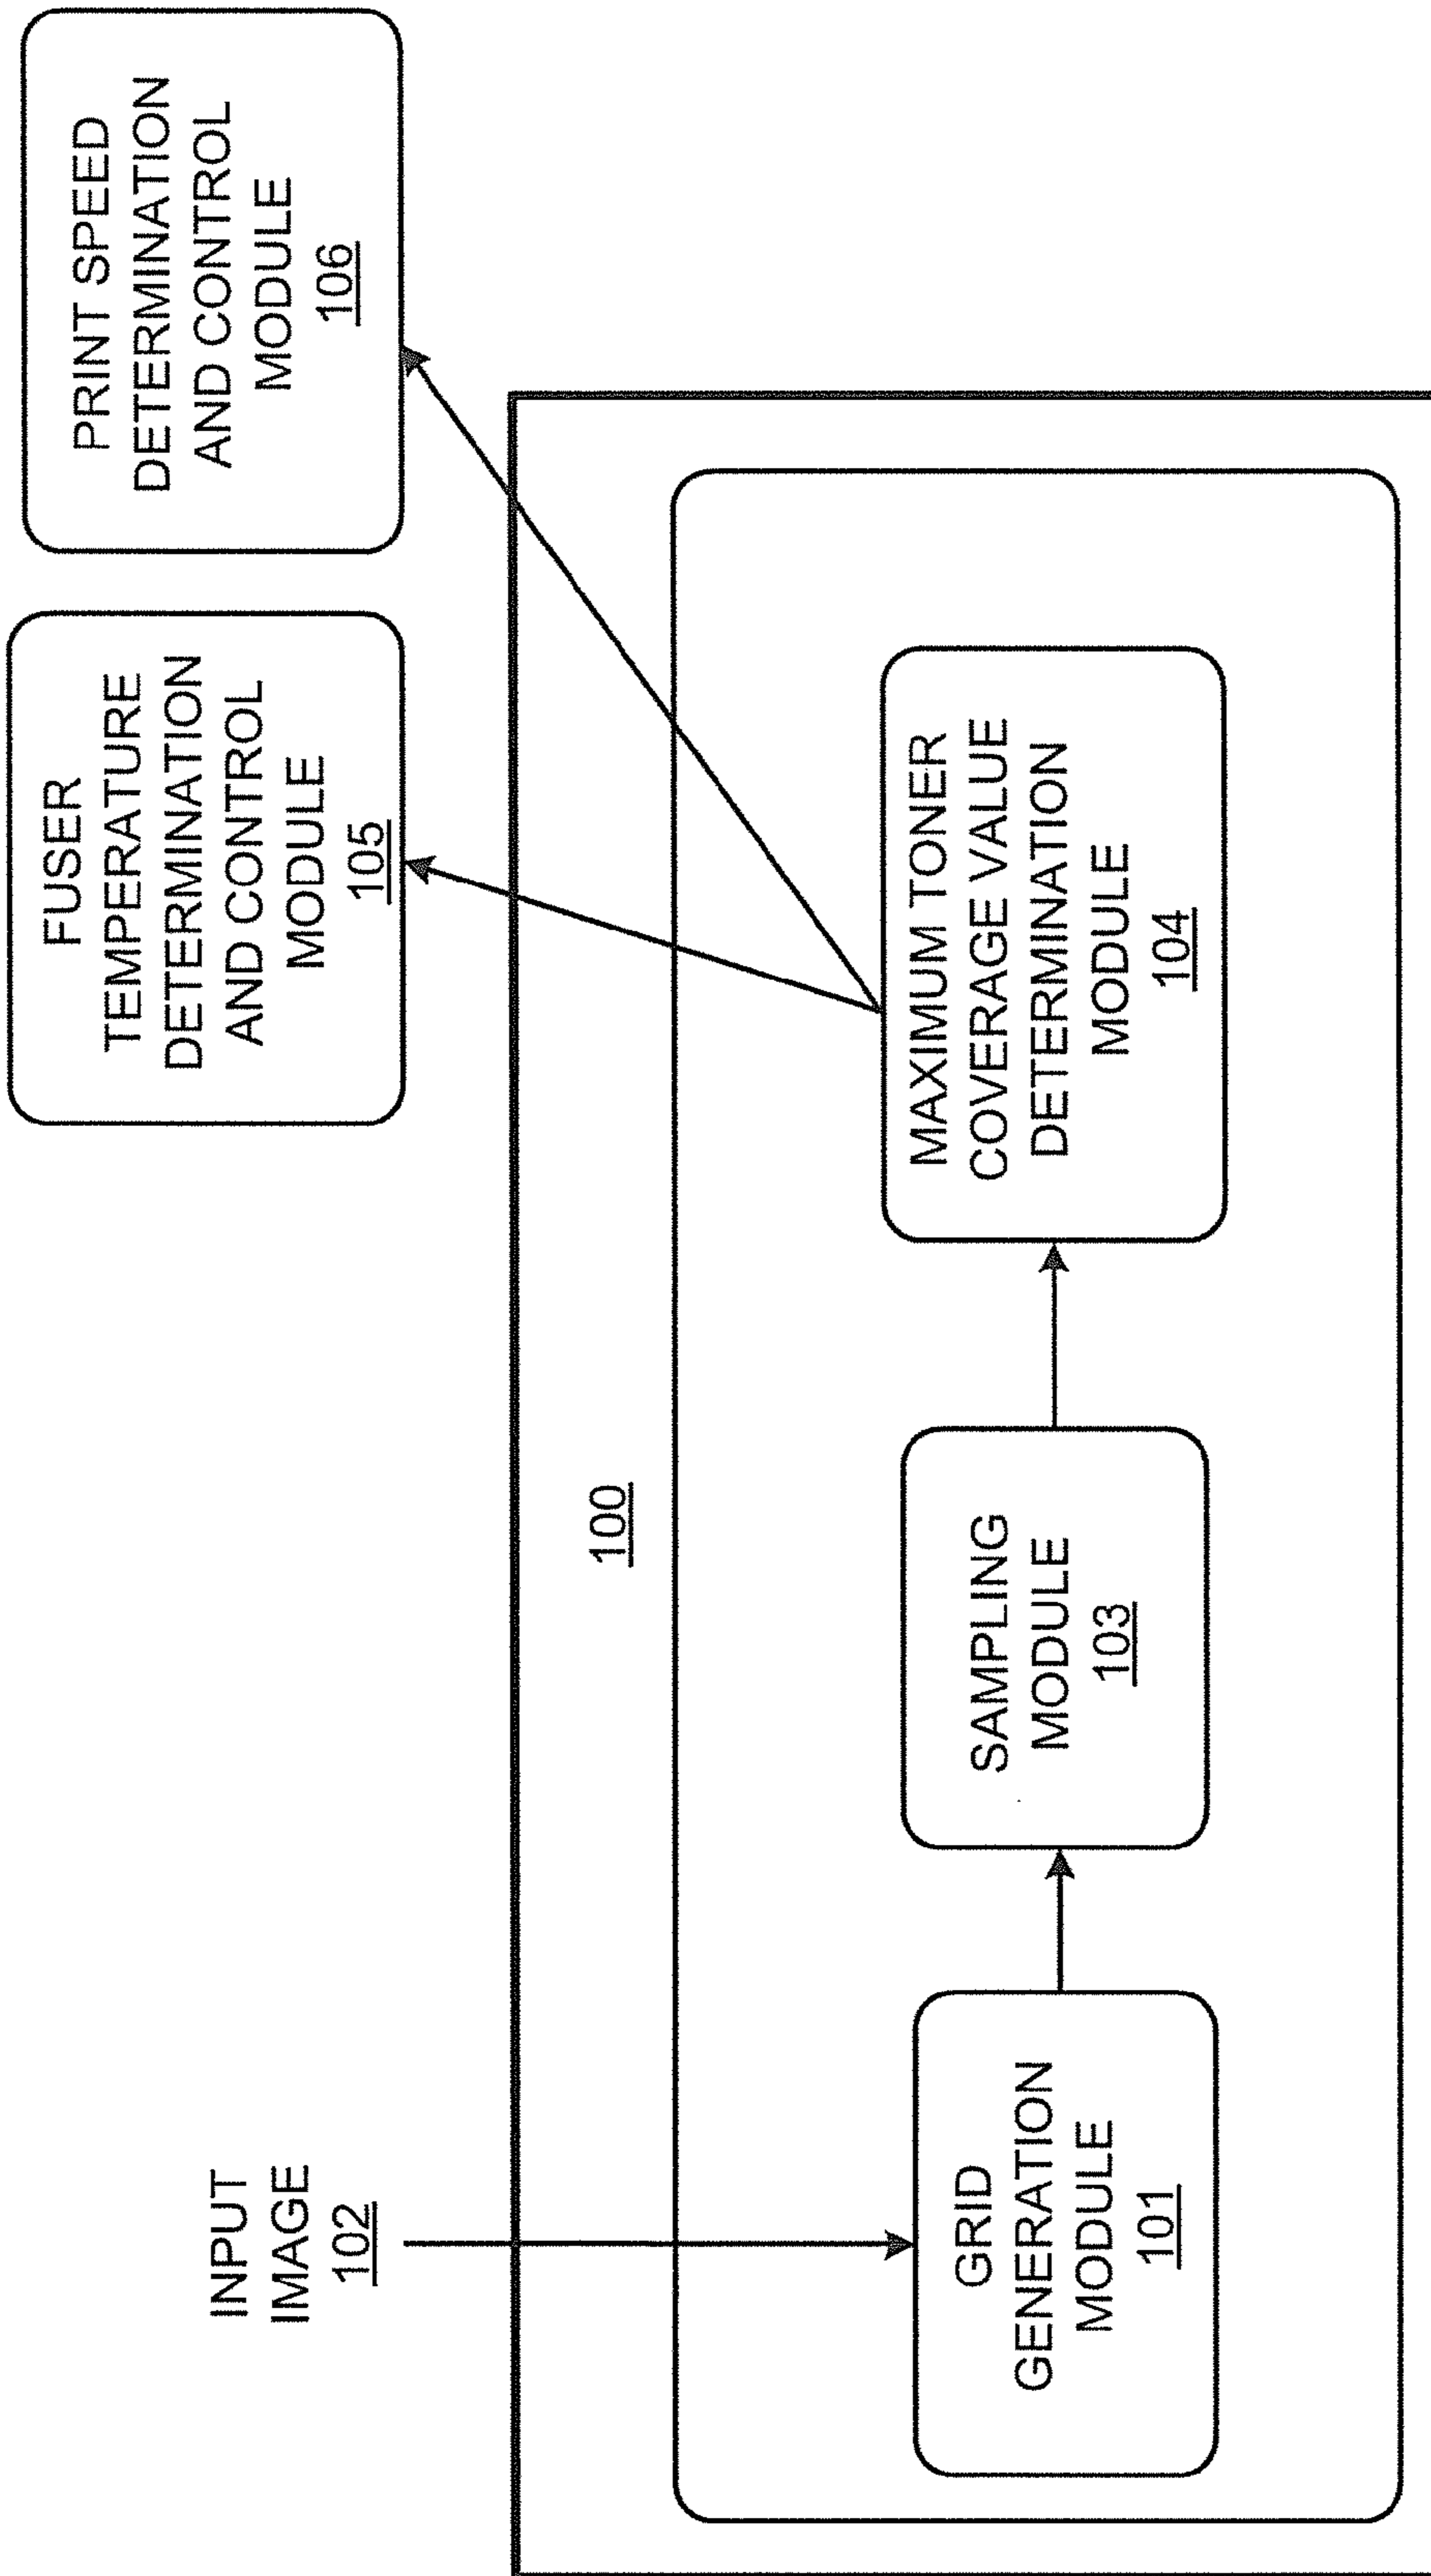 INPUT
IMAGE
102
FUSER
TEMPERATURE
DETERMINATION
AND CONTROL
MODULE
105
PRINT SPEED
DETERMINATION
AND CONTROL
MODULE
106
100
GRID
GENERATION
MODULE
101
SAMPLING
MODULE
103
MAXIMUM TONER
COVERAGE VALUE
DETERMINATION
MODULE
104